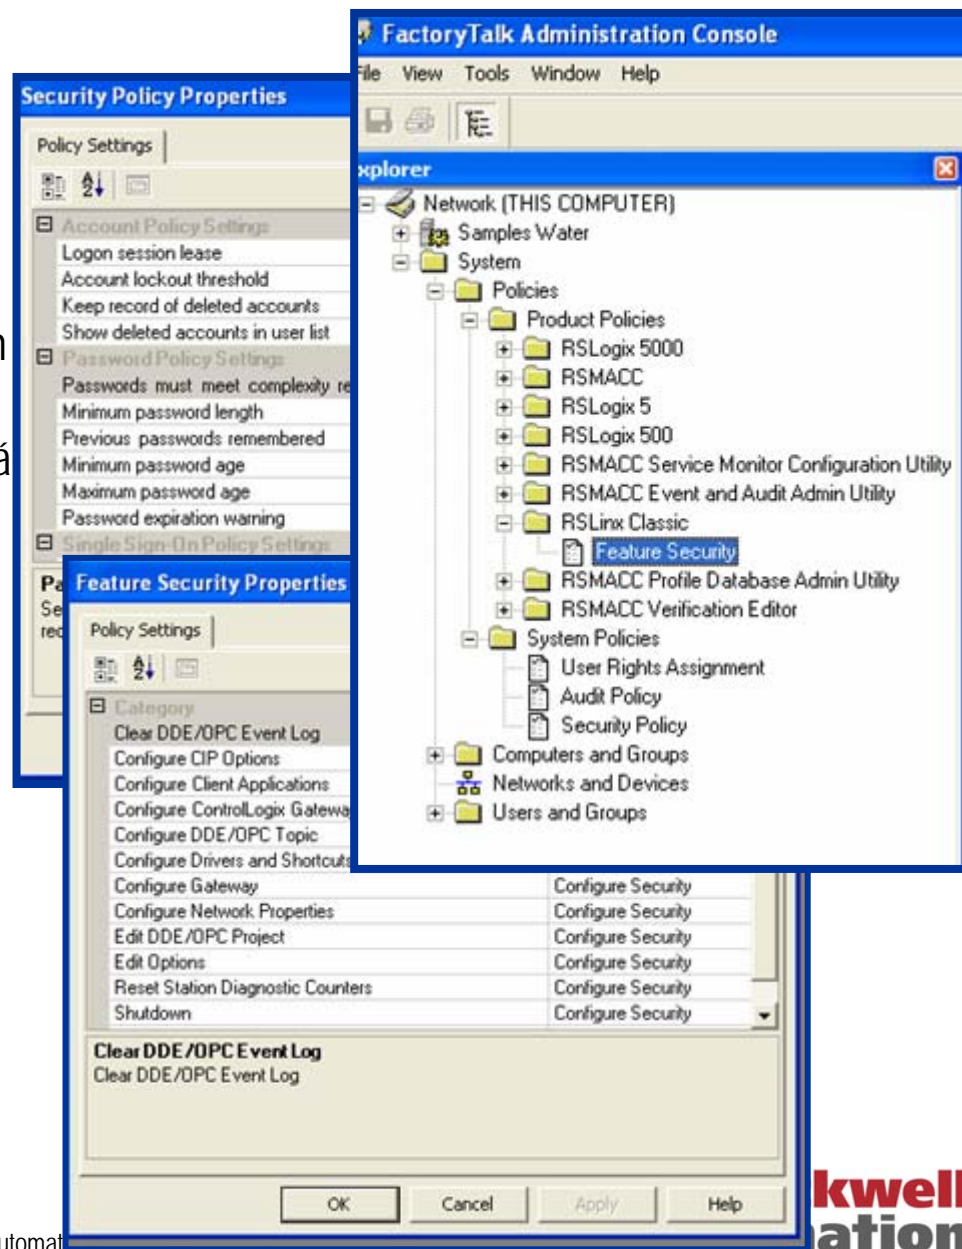 FactoryTalk Administration Console
File View Tools Window Help
xplorer
Network (THIS COMPUTER)
Samples Water
System
Policies
Product Policies
RSLogix 5000
RSMACC
RSLogix 5
RSLogix 500
RSMACC Service Monitor Configuration Utility
RSMACC Event and Audit Admin Utility
RSLinx Classic
Feature Security
RSMACC Profile Database Admin Utility
RSMACC Verification Editor
System Policies
User Rights Assignment
Audit Policy
Security Policy
Computers and Groups
Networks and Devices
Users and Groups
Security Policy Properties
Policy Settings
Account Policy Settings
Logon session lease
Account lockout threshold
Keep record of deleted accounts
Show deleted accounts in user list
Password Policy Settings
Passwords must meet complexity re
Minimum password length
Previous passwords remembered
Minimum password age
Maximum password age
Password expiration warning
Single Sign-On Policy Settings
Pa
Se
rec
Feature Security Properties
Policy Settings
Category
Clear DDE/OPC Event Log
Configure CIP Options
Configure Client Applications
Configure ControlLogix Gatewa
Configure DDE/OPC Topic
Configure Drivers and Shortcuts
Configure Gateway Configure Security
Configure Network Properties Configure Security
Edit DDE/OPC Project Configure Security
Edit Options Configure Security
Reset Station Diagnostic Counters Configure Security
Shutdown Configure Security
Clear DDE/OPC Event Log
Clear DDE/OPC Event Log
OK Cancel Apply Help
kwell
ation
utomat